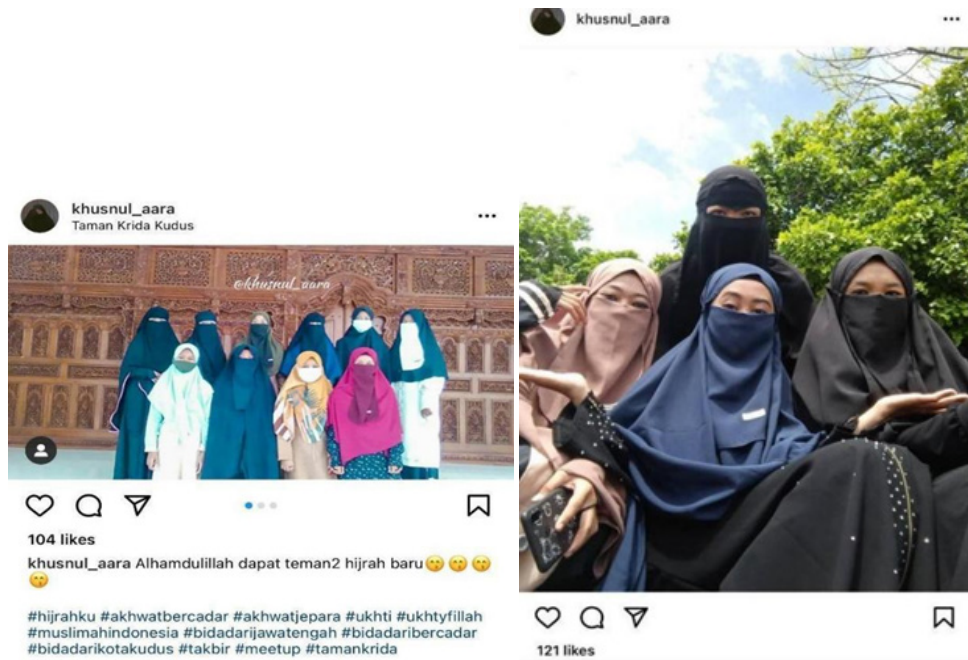 khusnul_aara
Taman Krida Kudus
@khusnul_aara
104 likes
khusnul_aara Alhamdulillah dapat teman2 hijrah baru😙😙😙
😙
#hijrahku #akhwatbercadar #akhwatjepara #ukhti #ukhtyfillah
#muslimahindonesia #bidadarijawatengah #bidadaribercadar
#bidadarikotakudus #takbir #meetup #tamankrida
khusnul_aara
121 likes